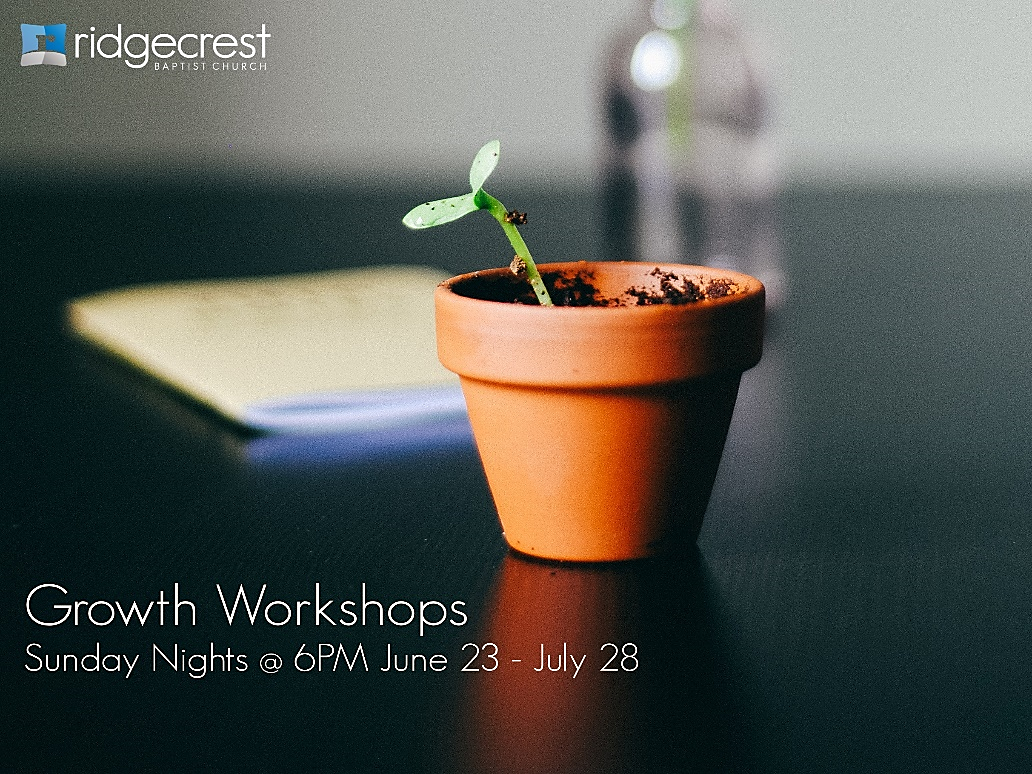 ridgecrest
BAPTIST CHURCH
Growth Workshops
Sunday Nights @ 6PM June 23 - July 28